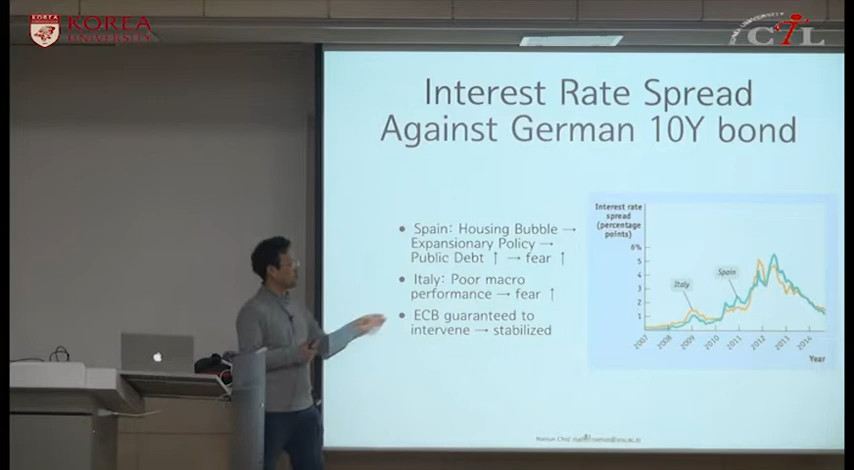 KOREA
UNIVERSITY
CTL
Interest Rate Spread
Against German 10Y bond
• Spain: Housing Bubble →
Expansionary Policy →
Public Debt ↑ → fear ↑
• Italy: Poor macro
performance → fear ↑
• ECB guaranteed to
intervene → stabilized
Interest rate
spread
(percentage
points)
6%
5
4
3
2
1
Italy
Spain
2007
2008
2009
2010
2011
2012
2013
2014
Year